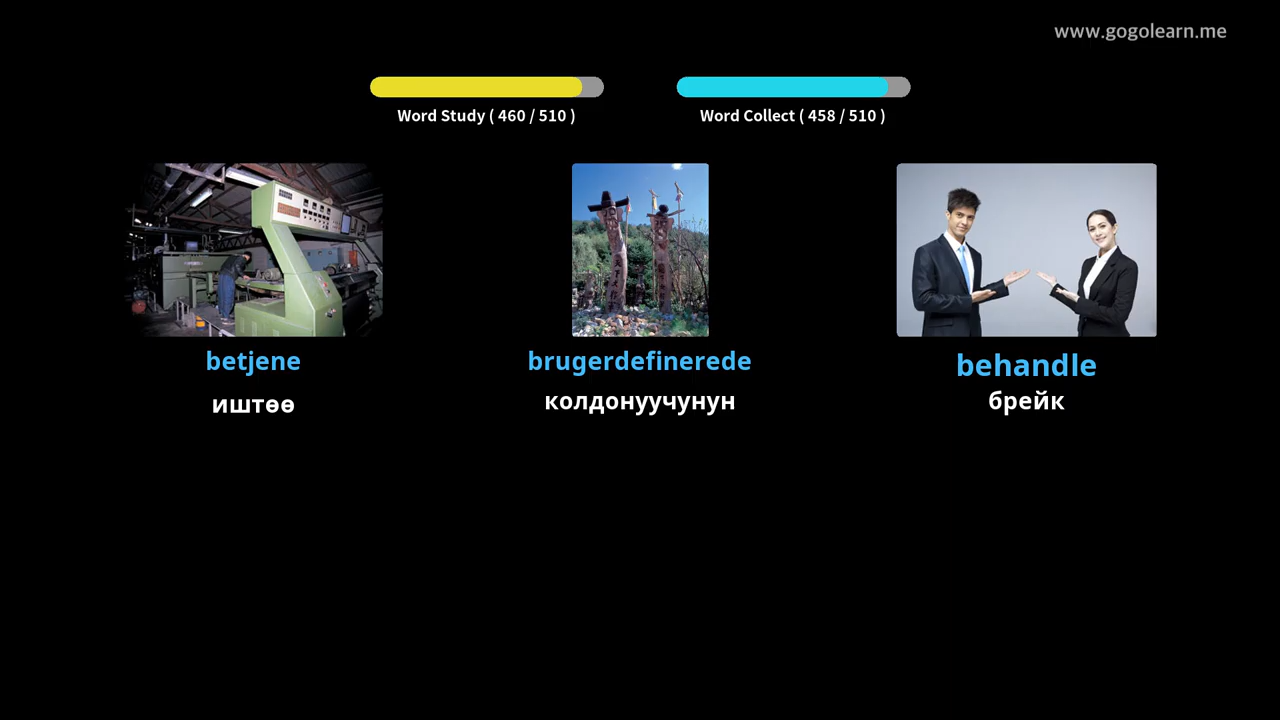 www.gogolearn.me
Word Study ( 460 / 510 )
Word Collect ( 458 / 510 )
betjene
иштөө
brugerdefinerede
колдонуучунун
behandle
брейк